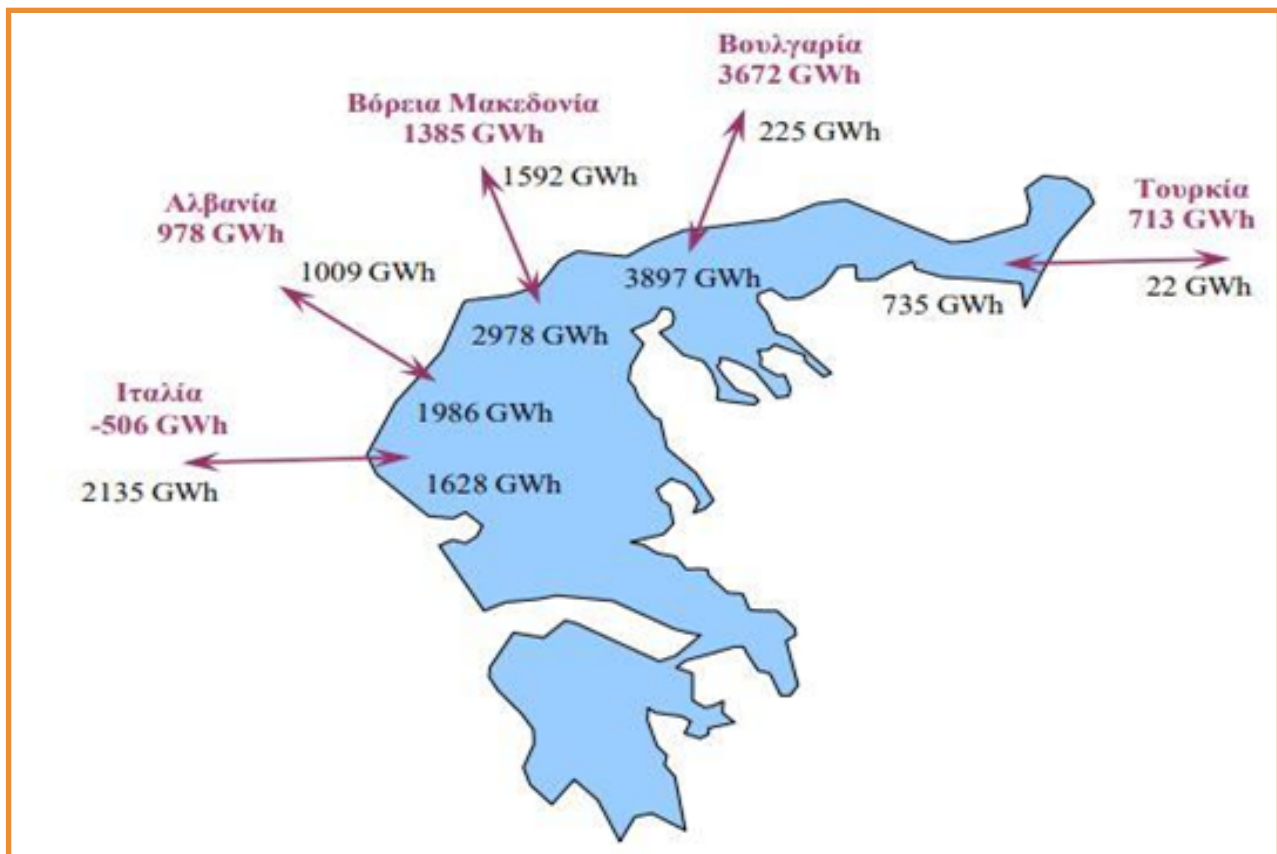 Βουλγαρία
3672 GWh
225 GWh
Βόρεια Μακεδονία
1385 GWh
1592 GWh
Τουρκία
713 GWh
22 GWh
Αλβανία
978 GWh
1009 GWh
3897 GWh
735 GWh
2978 GWh
Ιταλία
-506 GWh
2135 GWh
1986 GWh
1628 GWh